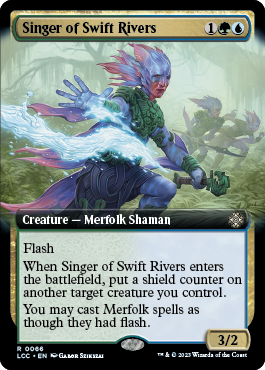 Singer of Swift Rivers 1
Creature — Merfolk Shaman
Flash
When Singer of Swift Rivers enters
the battlefield, put a shield counter on
another target creature you control.
You may cast Merfolk spells as
though they had flash.
3/2
R 0066
LCC • EN Gabor Szikszai
™ & © 2023 Wizards of the Coast